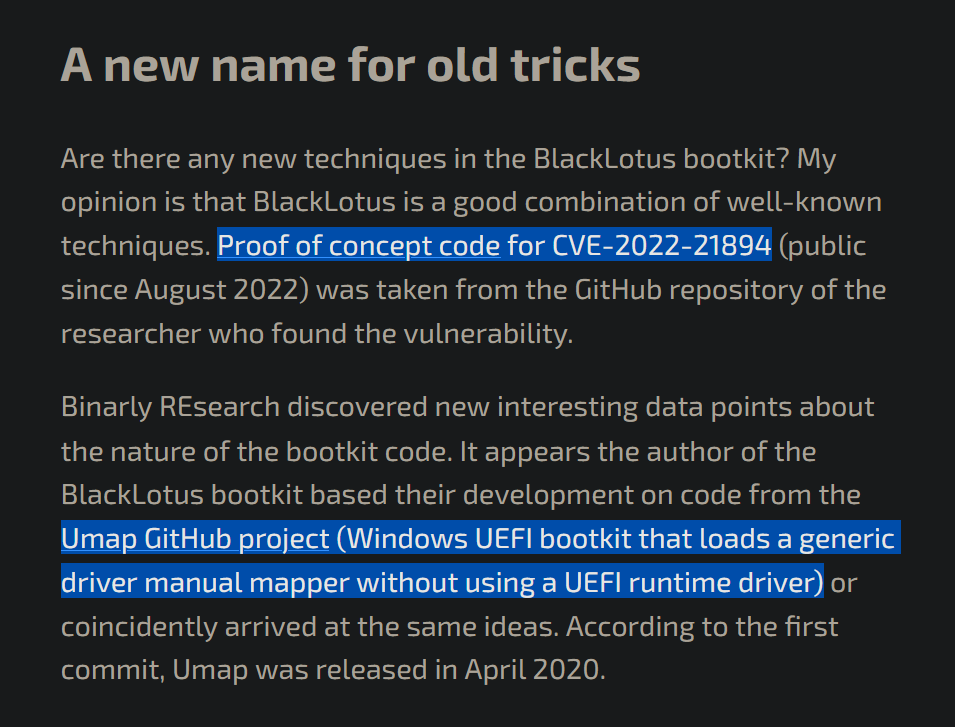 A new name for old tricks
Are there any new techniques in the BlackLotus bootkit? My
opinion is that BlackLotus is a good combination of well-known
techniques. Proof of concept code for CVE-2022-21894 (public
since August 2022) was taken from the GitHub repository of the
researcher who found the vulnerability.
Binarly REsearch discovered new interesting data points about
the nature of the bootkit code. It appears the author of the
BlackLotus bootkit based their development on code from the
Umap GitHub project (Windows UEFI bootkit that loads a generic
driver manual mapper without using a UEFI runtime driver) or
coincidently arrived at the same ideas. According to the first
commit, Umap was released in April 2020.